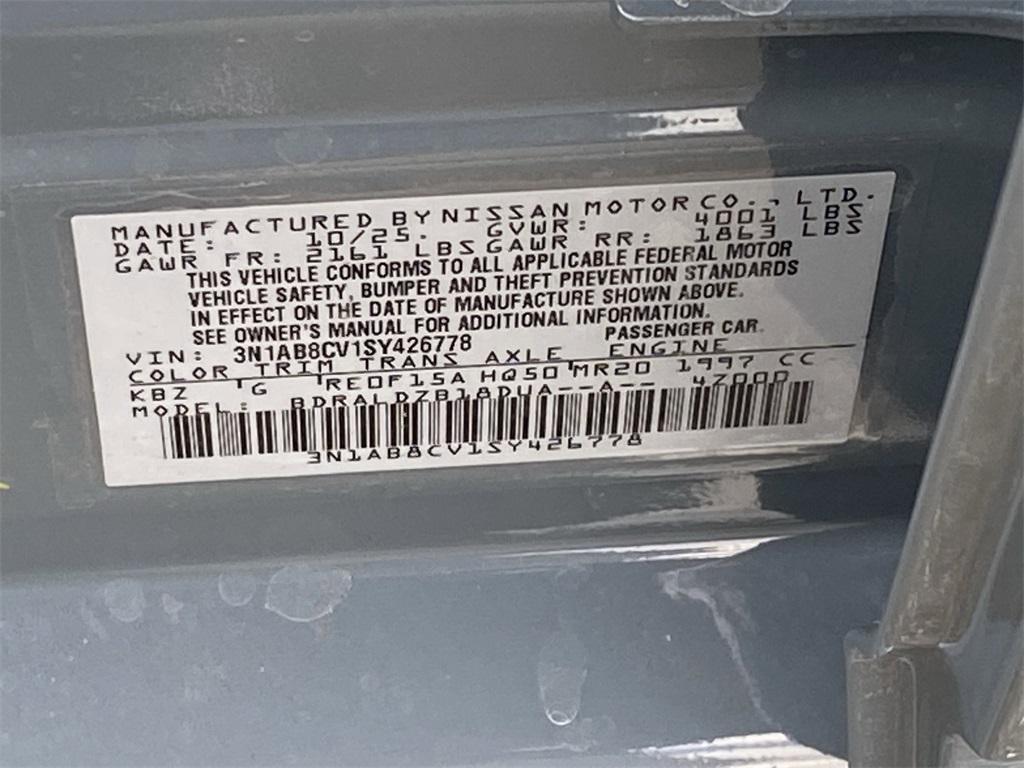 MANUFACTURED BY NISSAN MOTOR CO., LTD.
DATE: 10/25. GVWR: 4001 LBS
GAWR FR: 2161 LBS GAWR RR: 1863 LBS
THIS VEHICLE CONFORMS TO ALL APPLICABLE FEDERAL MOTOR
VEHICLE SAFETY, BUMPER AND THEFT PREVENTION STANDARDS
IN EFFECT ON THE DATE OF MANUFACTURE SHOWN ABOVE.
SEE OWNER'S MANUAL FOR ADDITIONAL INFORMATION.
VIN: 3N1AB8CV1SY426778 PASSENGER CAR.
COLOR TRIM TRANS AXLE ENGINE
KBZ G RE0F15A HQ50 MR20 1997 CC
MODEL: BDRALDZB18DUA--A-- 4Z00D
3N1AB8CV1SY426778